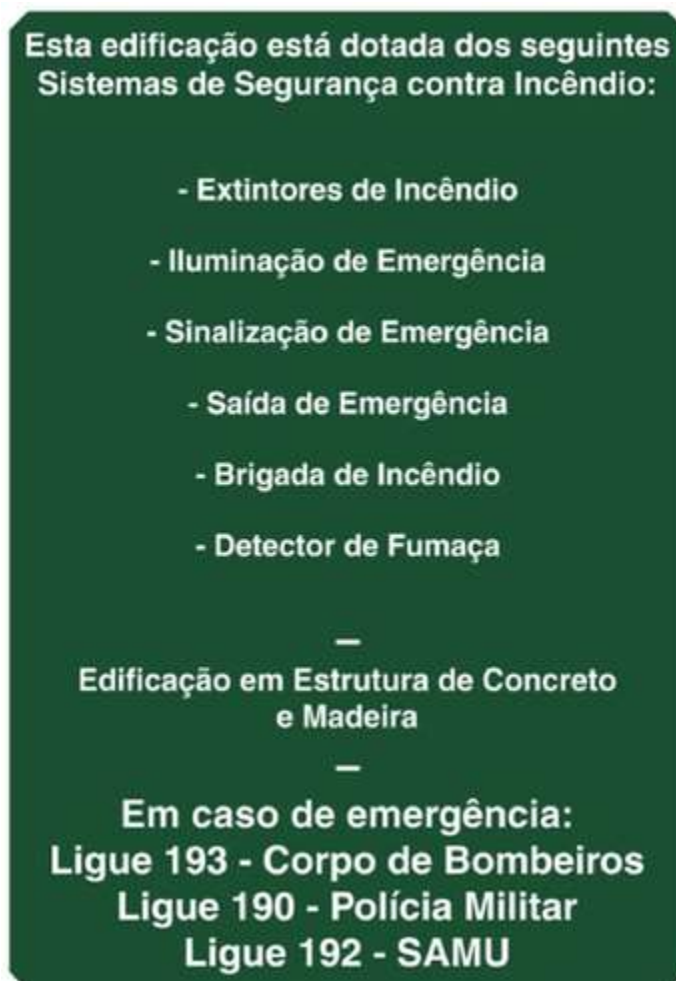 Esta edificação está dotada dos seguintes
Sistemas de Segurança contra Incêndio:
- Extintores de Incêndio
- Iluminação de Emergência
- Sinalização de Emergência
- Saída de Emergência
- Brigada de Incêndio
- Detector de Fumaça
–
Edificação em Estrutura de Concreto
e Madeira
–
Em caso de emergência:
Ligue 193 - Corpo de Bombeiros
Ligue 190 - Polícia Militar
Ligue 192 - SAMU